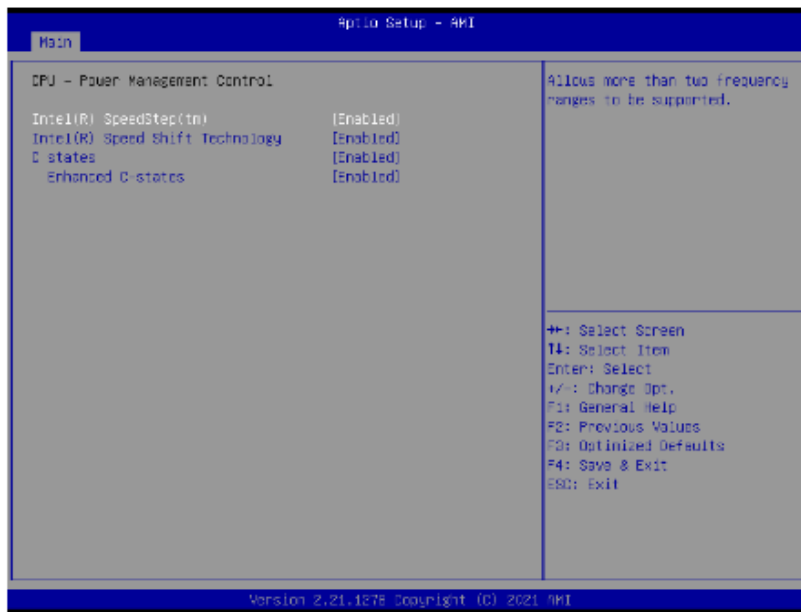 Aptio Setup - AMI
Main
CPU - Power Management Control
Intel(R) SpeedStep(tm) [Enabled]
Intel(R) Speed Shift Technology [Enabled]
C states [Enabled]
Enhanced C-states [Enabled]
Allows more than two frequency
ranges to be supported.
→←: Select Screen
↑↓: Select Item
Enter: Select
+/-: Change Opt.
F1: General Help
F2: Previous Values
F3: Optimized Defaults
F4: Save & Exit
ESC: Exit
Version 2.21.1278 Copyright (C) 2021 AMI